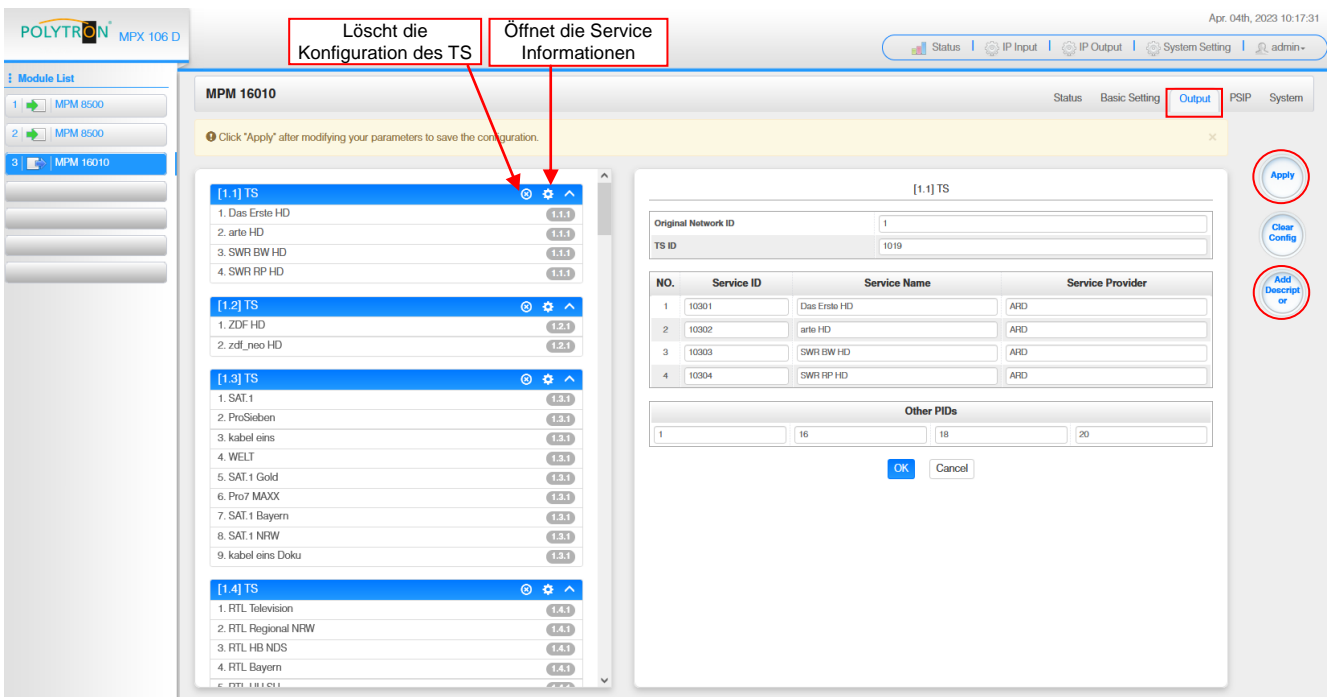 Apr. 04th, 2023 10:17:31
POLYTRON MPX 106 D
Löscht die
Konfiguration des TS
Öffnet die Service
Informationen
Status IP Input IP Output System Setting admin
Module List
1 MPM 8500
2 MPM 8500
3 MPM 16010
MPM 16010
Status Basic Setting Output PSIP System
Click "Apply" after modifying your parameters to save the configuration.
[1.1] TS
1. Das Erste HD 1.1.1
2. arte HD 1.1.1
3. SWR BW HD 1.1.1
4. SWR RP HD 1.1.1
[1.2] TS
1. ZDF HD 1.2.1
2. zdf_neo HD 1.2.1
[1.3] TS
1. SAT.1 1.3.1
2. ProSieben 1.3.1
3. kabel eins 1.3.1
4. WELT 1.3.1
5. SAT.1 Gold 1.3.1
6. Pro7 MAXX 1.3.1
7. SAT.1 Bayern 1.3.1
8. SAT.1 NRW 1.3.1
9. kabel eins Doku 1.3.1
[1.4] TS
1. RTL Television 1.4.1
2. RTL Regional NRW 1.4.1
3. RTL HB NDS 1.4.1
4. RTL Bayern 1.4.1
[1.1] TS
Original Network ID 1
TS ID 1019
NO. Service ID Service Name Service Provider
1 10301 Das Erste HD ARD
2 10302 arte HD ARD
3 10303 SWR BW HD ARD
4 10304 SWR RP HD ARD
Other PIDs
1 16 18 20
OK Cancel
Apply
Clear
Config
Add
Descript
or